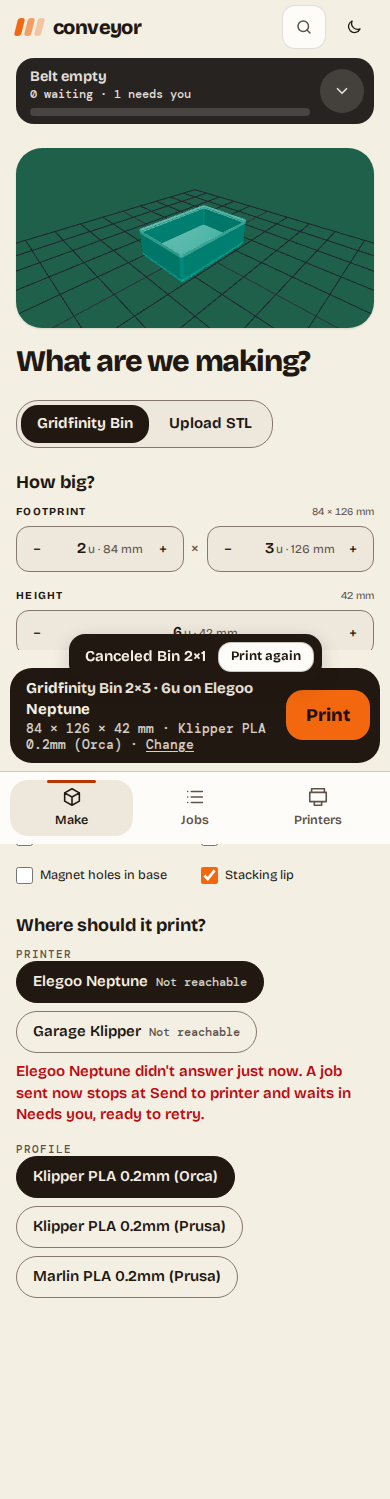 conveyor
Belt empty
0 waiting · 1 needs you
What are we making?
Gridfinity Bin
Upload STL
How big?
FOOTPRINT
84 × 126 mm
− 2 u · 84 mm +
×
− 3 u · 126 mm +
HEIGHT
42 mm
− 6 u · 42 mm +
Canceled Bin 2×1
Print again
Gridfinity Bin 2×3 · 6u on Elegoo
Neptune
84 × 126 × 42 mm · Klipper PLA
0.2mm (Orca) · Change
Print
Make
Jobs
Printers
Magnet holes in base
Stacking lip
Where should it print?
PRINTER
Elegoo Neptune Not reachable
Garage Klipper Not reachable
Elegoo Neptune didn't answer just now. A job
sent now stops at Send to printer and waits in
Needs you, ready to retry.
PROFILE
Klipper PLA 0.2mm (Orca)
Klipper PLA 0.2mm (Prusa)
Marlin PLA 0.2mm (Prusa)